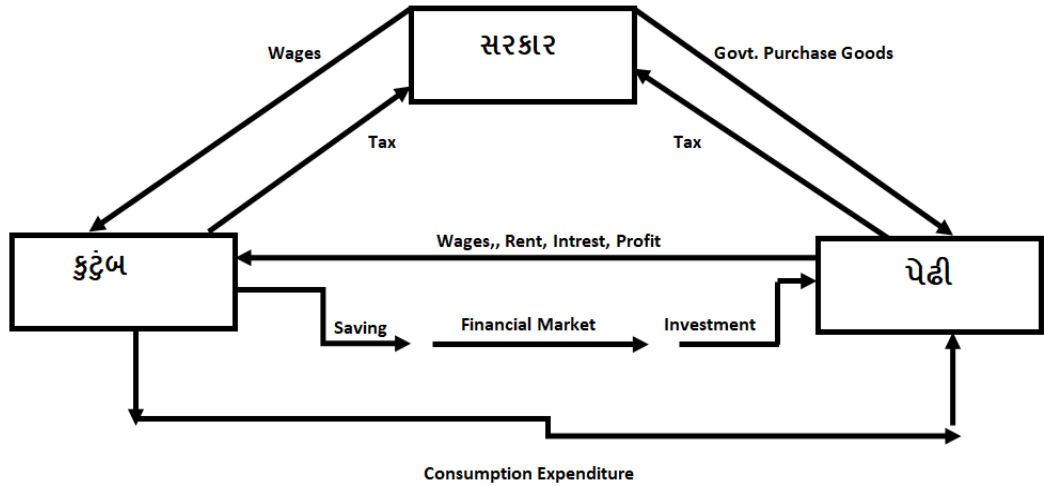 સરકાર
Wages
Govt. Purchase Goods
Tax
Tax
કુટુંબ
Wages,, Rent, Intrest, Profit
પેઢી
Saving
Financial Market
Investment
Consumption Expenditure